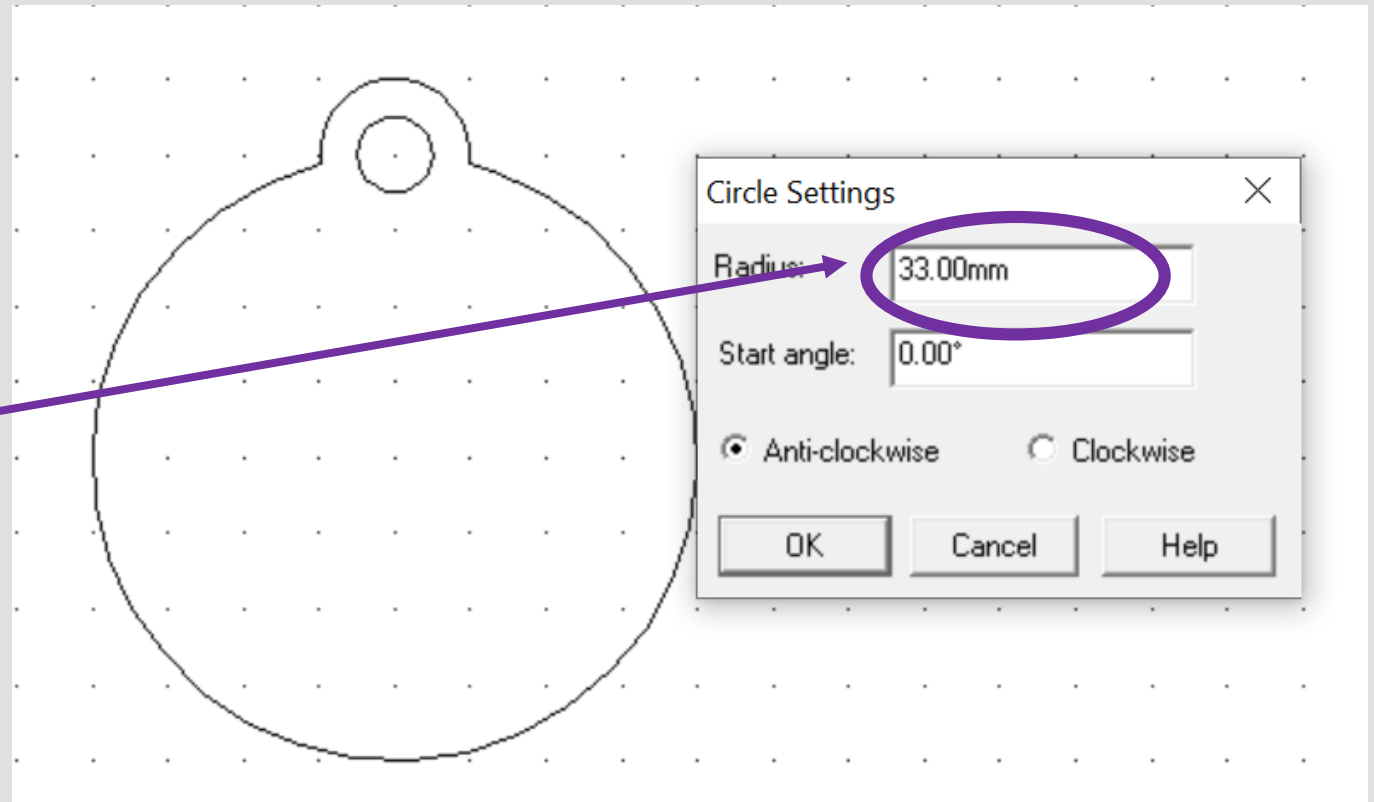 Circle Settings
Radius: 33.00mm
Start angle: 0.00°
Anti-clockwise Clockwise
OK Cancel Help